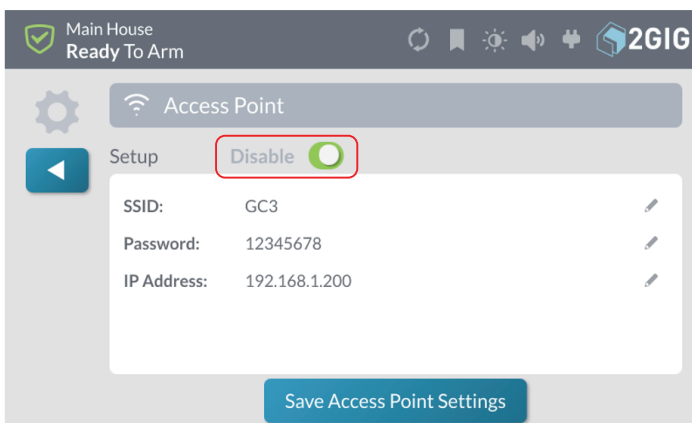 Main House
Ready To Arm
2GIG
Access Point
Setup Disable
SSID: GC3
Password: 12345678
IP Address: 192.168.1.200
Save Access Point Settings